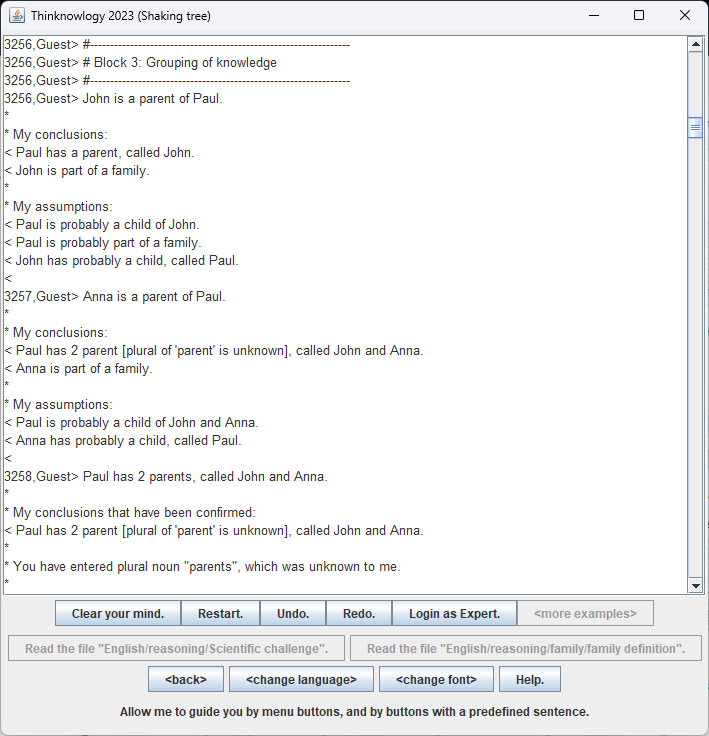 Thinknowlogy 2023 (Shaking tree)
3256,Guest> #-----------------------------------------------------------------
3256,Guest> # Block 3: Grouping of knowledge
3256,Guest> #-----------------------------------------------------------------
3256,Guest> John is a parent of Paul.
*
* My conclusions:
< Paul has a parent, called John.
< John is part of a family.
*
* My assumptions:
< Paul is probably a child of John.
< Paul is probably part of a family.
< John has probably a child, called Paul.
<
3257,Guest> Anna is a parent of Paul.
*
* My conclusions:
< Paul has 2 parent [plural of 'parent' is unknown], called John and Anna.
< Anna is part of a family.
*
* My assumptions:
< Paul is probably a child of John and Anna.
< Anna has probably a child, called Paul.
<
3258,Guest> Paul has 2 parents, called John and Anna.
*
* My conclusions that have been confirmed:
< Paul has 2 parent [plural of 'parent' is unknown], called John and Anna.
*
* You have entered plural noun "parents", which was unknown to me.
*
Clear your mind. Restart. Undo. Redo. Login as Expert. <more examples>
Read the file "English/reasoning/Scientific challenge". Read the file "English/reasoning/family/family definition".
<back> <change language> <change font> Help.
Allow me to guide you by menu buttons, and by buttons with a predefined sentence.